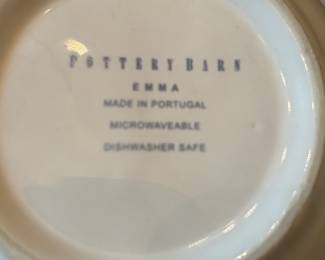 POTTERY BARN
EMMA
MADE IN PORTUGAL
MICROWAVEABLE
DISHWASHER SAFE